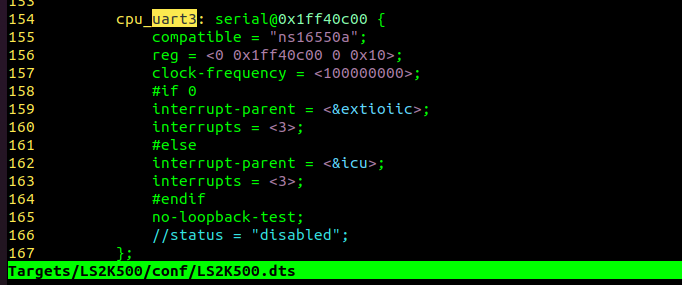 153
154 cpu_uart3: serial@0x1ff40c00 {
155 compatible = "ns16550a";
156 reg = <0 0x1ff40c00 0 0x10>;
157 clock-frequency = <100000000>;
158 #if 0
159 interrupt-parent = <&extioiic>;
160 interrupts = <3>;
161 #else
162 interrupt-parent = <&icu>;
163 interrupts = <3>;
164 #endif
165 no-loopback-test;
166 //status = "disabled";
167 };
Targets/LS2K500/conf/LS2K500.dts